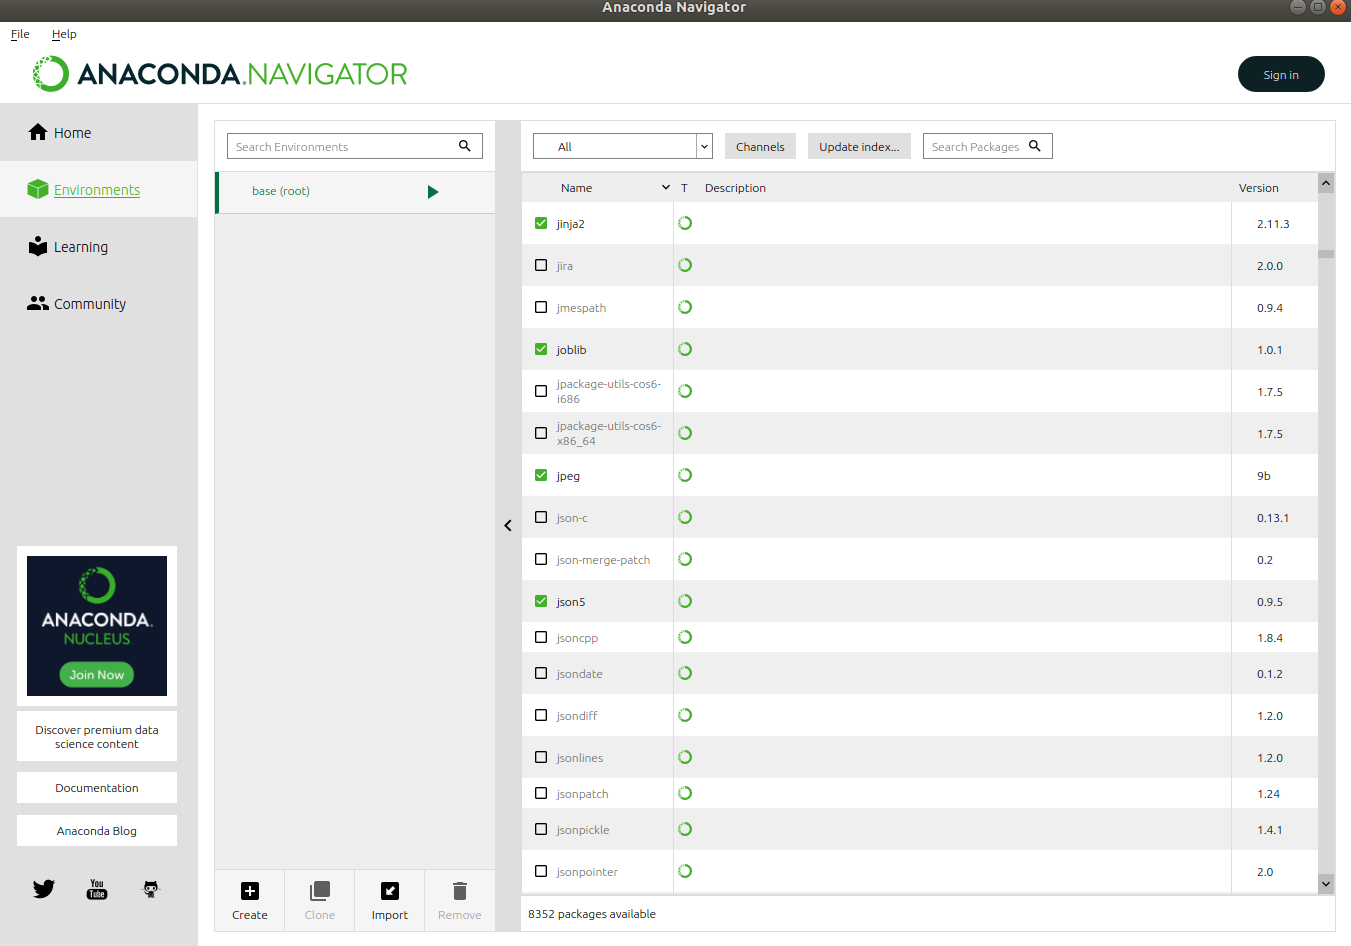 Anaconda Navigator
File Help
ANACONDA.NAVIGATOR
Sign in
Home
Environments
Learning
Community
ANACONDA.
NUCLEUS
Join Now
Discover premium data
science content
Documentation
Anaconda Blog
You
Tube
Search Environments
base (root)
Create
Clone
Import
Remove
All
Channels
Update index...
Search Packages
Name T Description Version
jinja2 2.11.3
jira 2.0.0
jmespath 0.9.4
joblib 1.0.1
jpackage-utils-cos6-
i686 1.7.5
jpackage-utils-cos6-
x86_64 1.7.5
jpeg 9b
json-c 0.13.1
json-merge-patch 0.2
json5 0.9.5
jsoncpp 1.8.4
jsondate 0.1.2
jsondiff 1.2.0
jsonlines 1.2.0
jsonpatch 1.24
jsonpickle 1.4.1
jsonpointer 2.0
8352 packages available